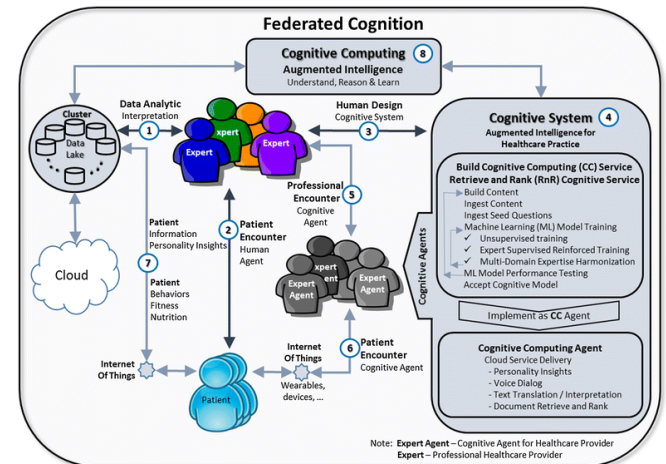 Federated Cognition
Cognitive Computing 8
Augmented Intelligence
Understand, Reason & Learn
Cluster
Data
Lake
Data Analytic
Interpretation
1
Expert
xpert
Expert
Human Design
Cognitive System
3
Cognitive System 4
Augmented Intelligence for
Healthcare Practice
Build Cognitive Computing (CC) Service
Retrieve and Rank (RnR) Cognitive Service
Build Content
Ingest Content
Ingest Seed Questions
Machine Learning (ML) Model Training
✓ Unsupervised training
✓ Expert Supervised Reinforced Training
✓ Multi-Domain Expertise Harmonization
ML Model Performance Testing
Accept Cognitive Model
Implement as CC Agent
Cognitive Computing Agent
Cloud Service Delivery
- Personality Insights
- Voice Dialog
- Text Translation / Interpretation
- Document Retrieve and Rank
Cognitive Agents
Professional
Encounter
Cognitive
Agent
5
2
Patient
Encounter
Human
Agent
Patient
Information
Personality Insights
7
Patient
Behaviors
Fitness
Nutrition
Cloud
Expert
Agent
xpert
ent
Expert
Agent
6
Patient
Encounter
Cognitive Agent
Internet
Of Things
Patient
Internet
Of Things
Wearables,
devices, ...
Note: Expert Agent – Cognitive Agent for Healthcare Provider
Expert – Professional Healthcare Provider